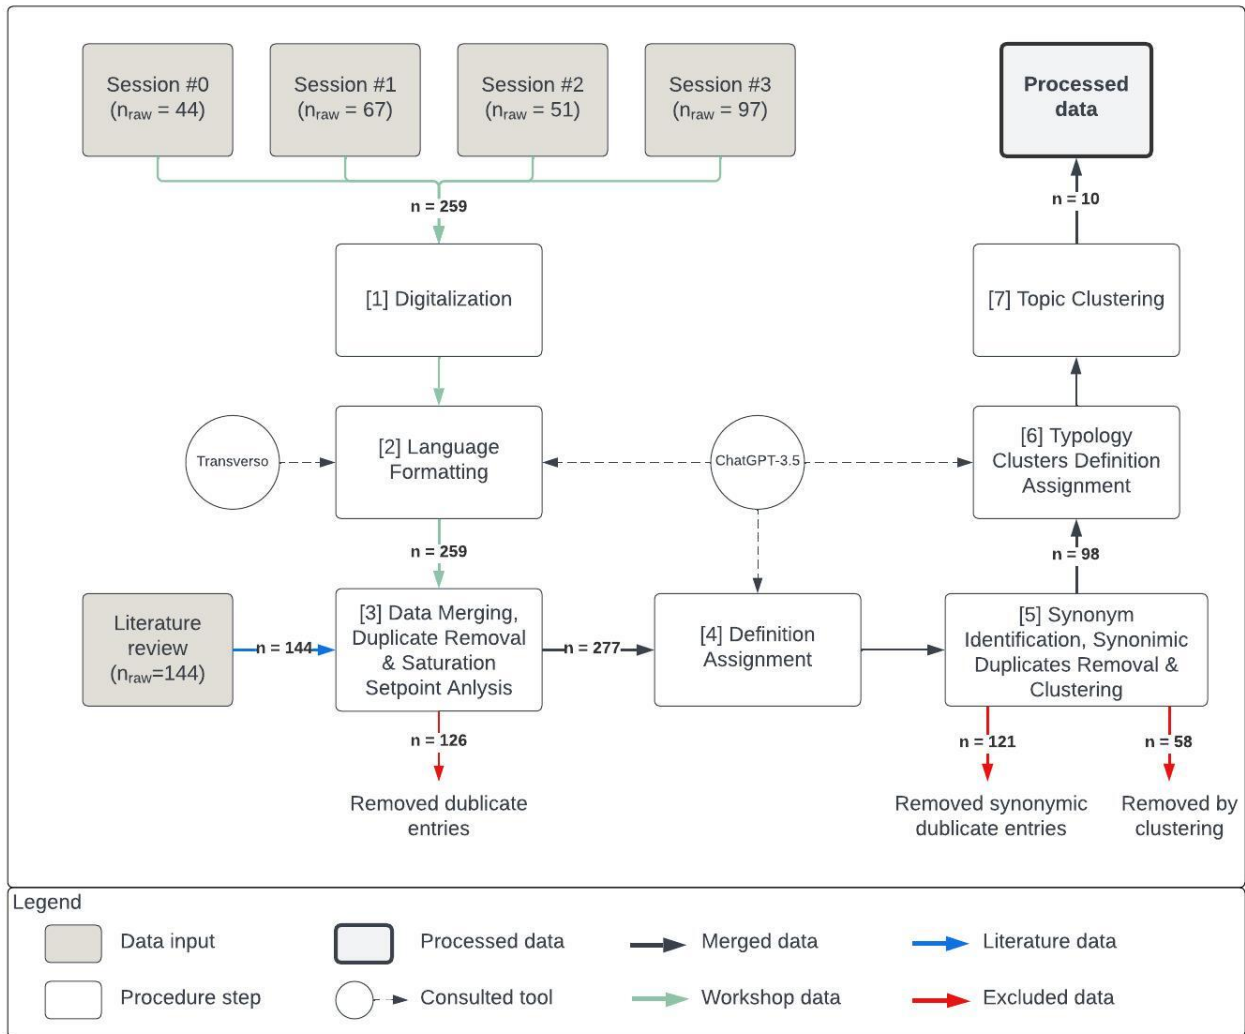 Session #0
(nraw = 44)
Session #1
(nraw = 67)
Session #2
(nraw = 51)
Session #3
(nraw = 97)
Processed
data
n = 259
n = 10
[1] Digitalization
[7] Topic Clustering
Transverso
[2] Language
Formatting
ChatGPT-3.5
[6] Typology
Clusters Definition
Assignment
n = 259
n = 98
Literature
review
(nraw=144)
n = 144
[3] Data Merging,
Duplicate Removal
& Saturation
Setpoint Anlysis
n = 277
[4] Definition
Assignment
[5] Synonym
Identification, Synonimic
Duplicates Removal &
Clustering
n = 126
n = 121
n = 58
Removed dublicate
entries
Removed synonymic
dublicate entries
Removed by
clustering
Legend
Data input
Processed data
Merged data
Literature data
Procedure step
Consulted tool
Workshop data
Excluded data